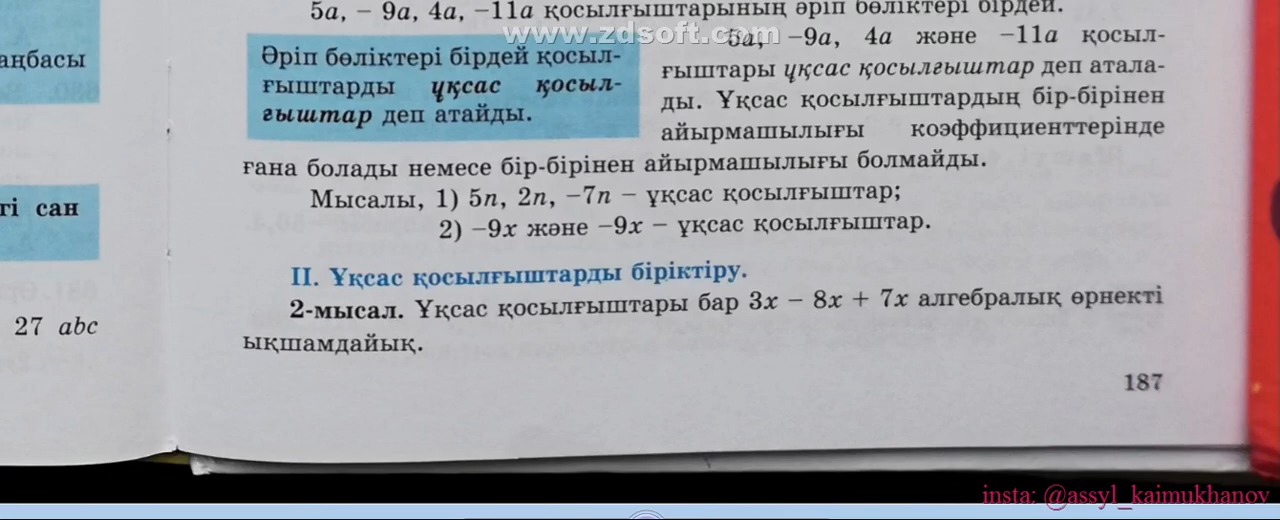 5a, – 9a, 4a, –11a қосылғыштарының әріп бөліктері бірдей.
www.zdsoft.com
аңбасы
Әріп бөліктері бірдей қосыл-
ғыштарды ұқсас қосыл-
ғыштар деп атайды.
5a, –9a, 4a және –11a қосыл-
ғыштары ұқсас қосылғыштар деп атала-
ды. Ұқсас қосылғыштардың бір-бірінен
айырмашылығы коэффициенттерінде
ғана болады немесе бір-бірінен айырмашылығы болмайды.
Мысалы, 1) 5n, 2n, –7n – ұқсас қосылғыштар;
2) –9x және –9x – ұқсас қосылғыштар.
гі сан
II. Ұқсас қосылғыштарды біріктіру.
2-мысал. Ұқсас қосылғыштары бар 3x – 8x + 7x алгебралық өрнекті
ықшамдайық.
27 abc
187
insta: @assyl_kaimukhanov